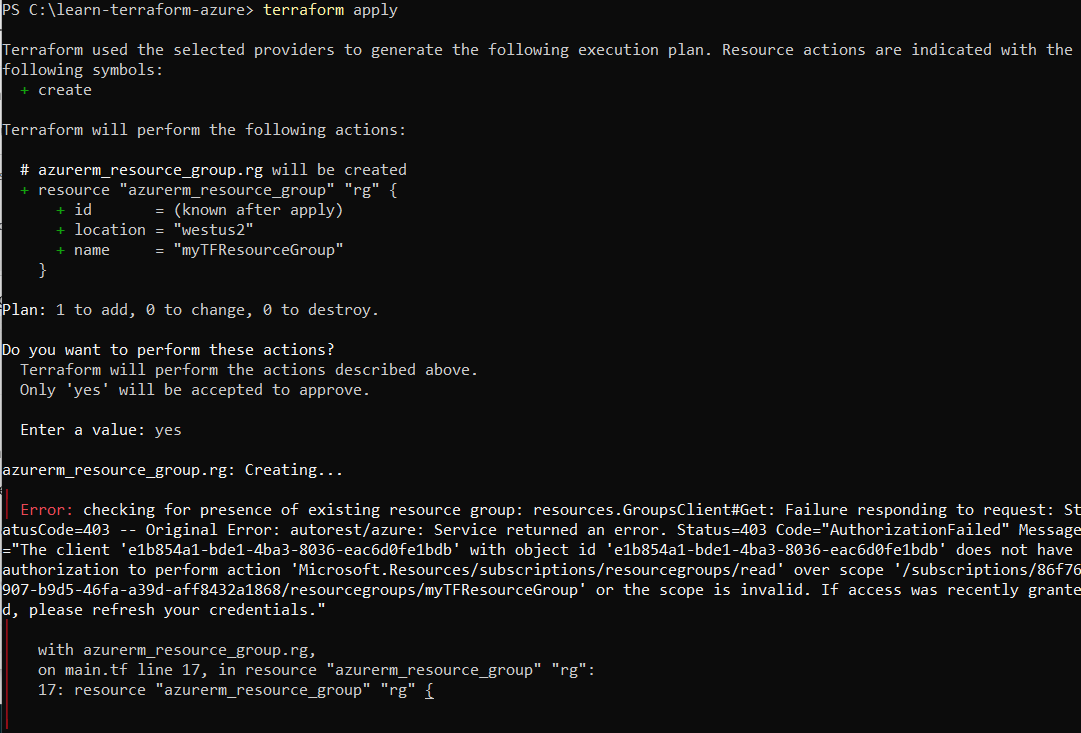 PS C:\learn-terraform-azure> terraform apply
Terraform used the selected providers to generate the following execution plan. Resource actions are indicated with the
following symbols:
+ create
Terraform will perform the following actions:
# azurerm_resource_group.rg will be created
+ resource "azurerm_resource_group" "rg" {
+ id       = (known after apply)
+ location = "westus2"
+ name     = "myTFResourceGroup"
}
Plan: 1 to add, 0 to change, 0 to destroy.
Do you want to perform these actions?
Terraform will perform the actions described above.
Only 'yes' will be accepted to approve.
Enter a value: yes
azurerm_resource_group.rg: Creating...
Error: checking for presence of existing resource group: resources.GroupsClient#Get: Failure responding to request: St
atusCode=403 -- Original Error: autorest/azure: Service returned an error. Status=403 Code="AuthorizationFailed" Message
="The client 'e1b854a1-bde1-4ba3-8036-eac6d0fe1bdb' with object id 'e1b854a1-bde1-4ba3-8036-eac6d0fe1bdb' does not have
authorization to perform action 'Microsoft.Resources/subscriptions/resourcegroups/read' over scope '/subscriptions/86f76
907-b9d5-46fa-a39d-aff8432a1868/resourcegroups/myTFResourceGroup' or the scope is invalid. If access was recently grante
d, please refresh your credentials."
with azurerm_resource_group.rg,
on main.tf line 17, in resource "azurerm_resource_group" "rg":
17: resource "azurerm_resource_group" "rg" {